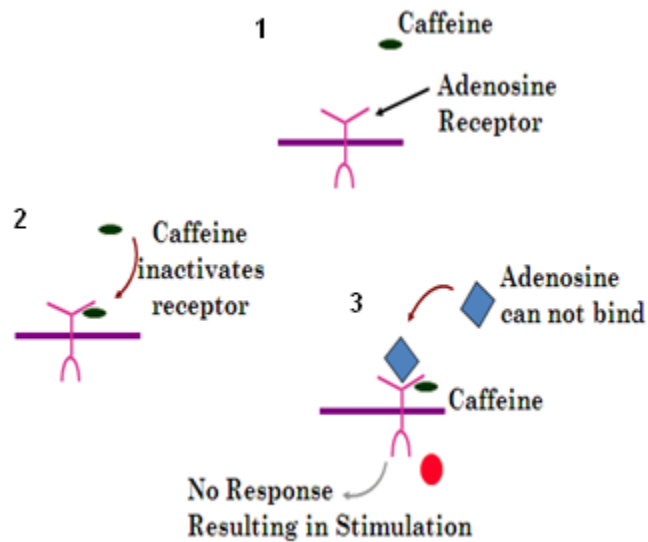 1
Caffeine
Adenosine
Receptor
2
Caffeine
inactivates
receptor
3
Adenosine
can not bind
Caffeine
No Response
Resulting in Stimulation